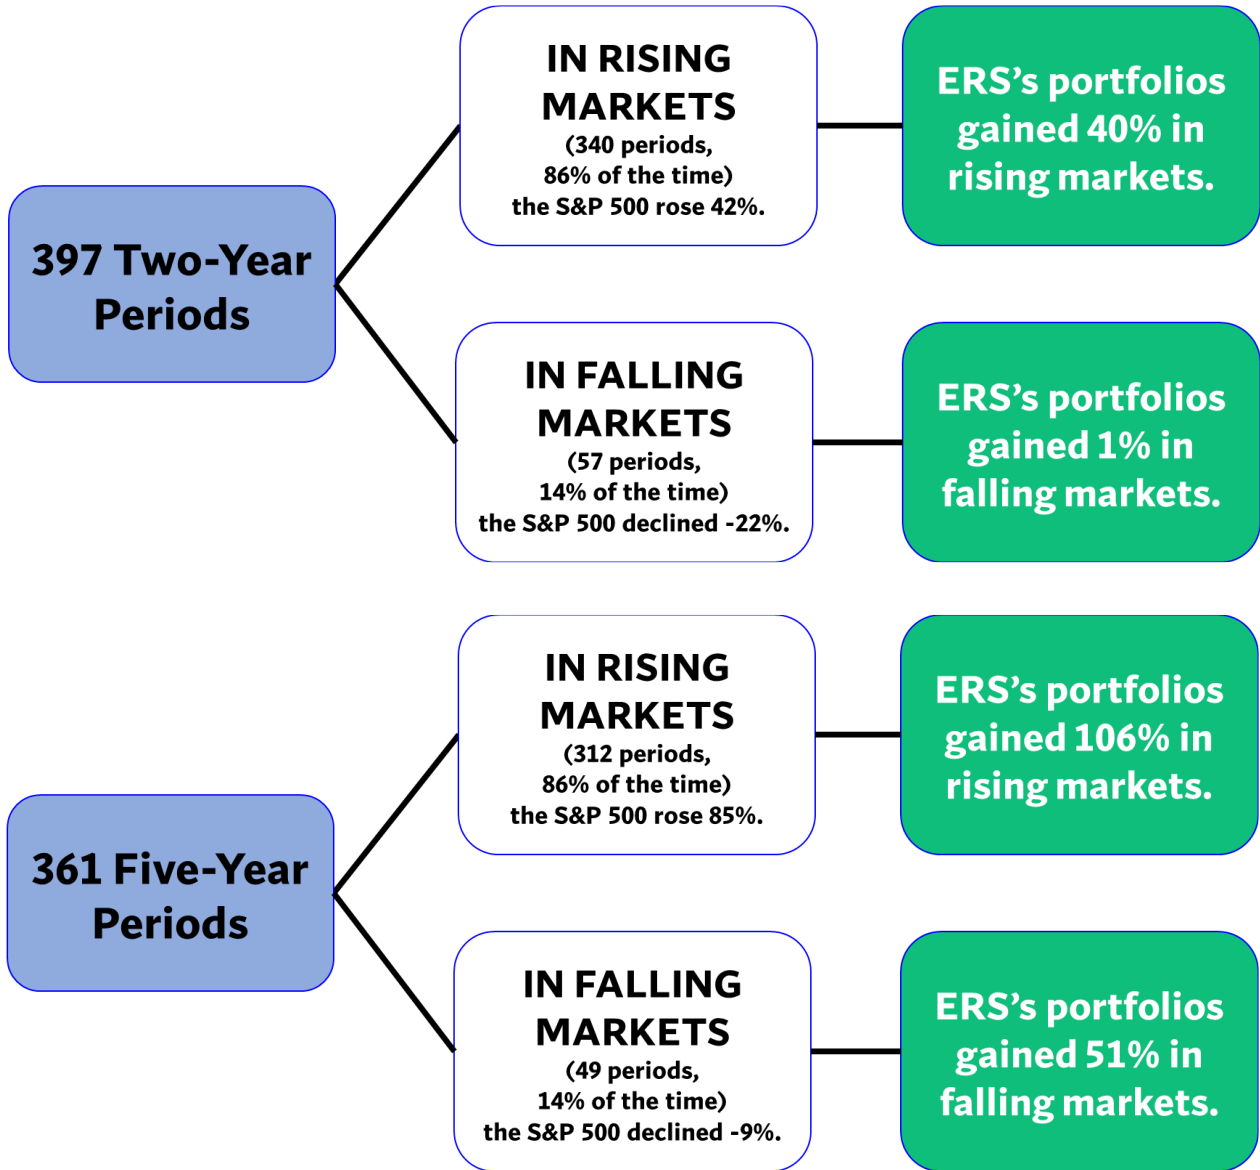 397 Two-Year
Periods
IN RISING
MARKETS
(340 periods,
86% of the time)
the S&P 500 rose 42%.
ERS’s portfolios
gained 40% in
rising markets.
IN FALLING
MARKETS
(57 periods,
14% of the time)
the S&P 500 declined -22%.
ERS’s portfolios
gained 1% in
falling markets.
361 Five-Year
Periods
IN RISING
MARKETS
(312 periods,
86% of the time)
the S&P 500 rose 85%.
ERS’s portfolios
gained 106% in
rising markets.
IN FALLING
MARKETS
(49 periods,
14% of the time)
the S&P 500 declined -9%.
ERS’s portfolios
gained 51% in
falling markets.